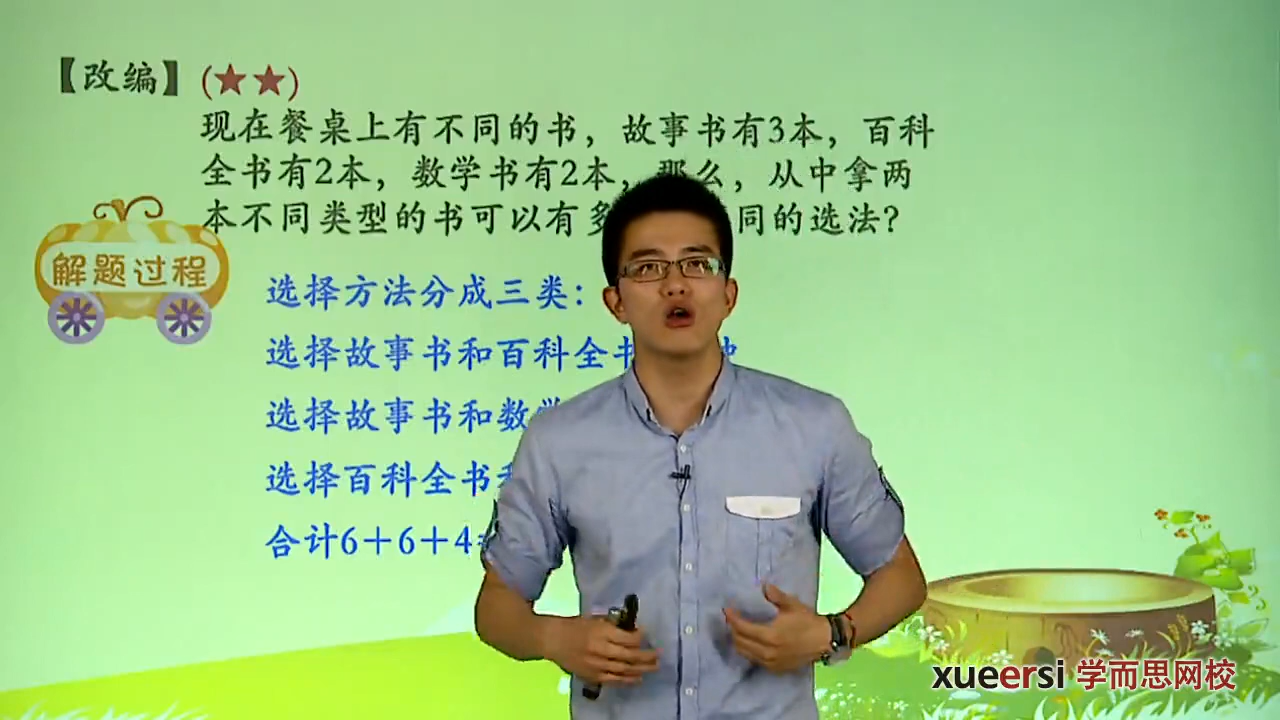 【改编】(★★)
现在餐桌上有不同的书，故事书有3本，百科
全书有2本，数学书有2本，那么，从中拿两
本不同类型的书可以有多 同的选法？
解题过程
选择方法分成三类：
选择故事书和百科全书
选择故事书和数学
选择百科全书
合计6＋6＋4=
xueersi 学而思网校